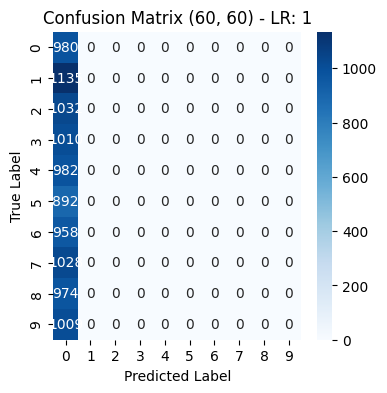 Confusion Matrix (60, 60) - LR: 1
0 980 0 0 0 0 0 0 0 0 0
1 1135 0 0 0 0 0 0 0 0 0
2 1032 0 0 0 0 0 0 0 0 0
3 1010 0 0 0 0 0 0 0 0 0
4 982 0 0 0 0 0 0 0 0 0
5 892 0 0 0 0 0 0 0 0 0
6 958 0 0 0 0 0 0 0 0 0
7 1028 0 0 0 0 0 0 0 0 0
8 974 0 0 0 0 0 0 0 0 0
9 1009 0 0 0 0 0 0 0 0 0
0 1 2 3 4 5 6 7 8 9
Predicted Label
True Label
1000
800
600
400
200
0